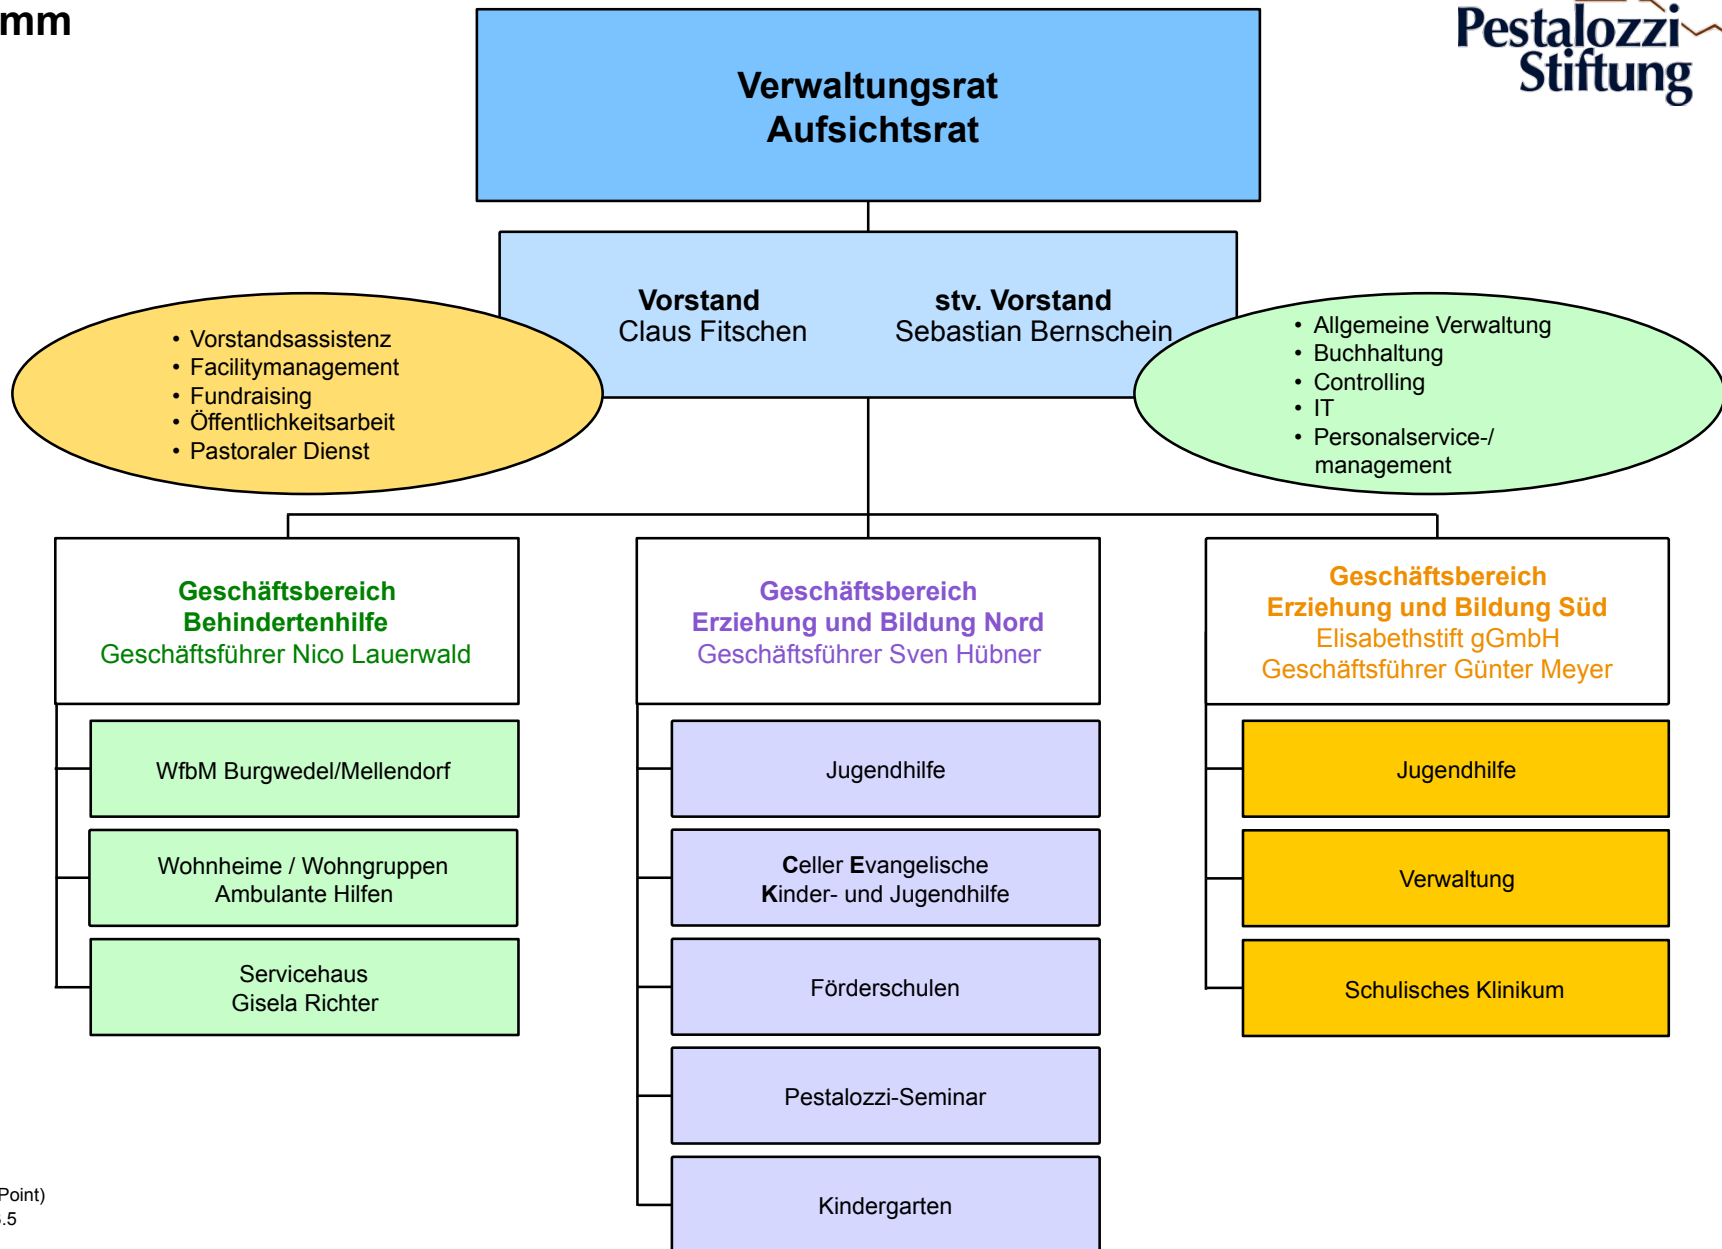 mm
Pestalozzi
Stiftung
Verwaltungsrat
Aufsichtsrat
Vorstand
Claus Fitschen
stv. Vorstand
Sebastian Bernschein
• Vorstandsassistenz
• Facilitymanagement
• Fundraising
• Öffentlichkeitsarbeit
• Pastoraler Dienst
• Allgemeine Verwaltung
• Buchhaltung
• Controlling
• IT
• Personalservice-/
management
Geschäftsbereich
Behindertenhilfe
Geschäftsführer Nico Lauerwald
WfbM Burgwedel/Mellendorf
Wohnheime / Wohngruppen
Ambulante Hilfen
Servicehaus
Gisela Richter
Geschäftsbereich
Erziehung und Bildung Nord
Geschäftsführer Sven Hübner
Jugendhilfe
Celler Evangelische
Kinder- und Jugendhilfe
Förderschulen
Pestalozzi-Seminar
Kindergarten
Geschäftsbereich
Erziehung und Bildung Süd
Elisabethstift gGmbH
Geschäftsführer Günter Meyer
Jugendhilfe
Verwaltung
Schulisches Klinikum
Point)
.5